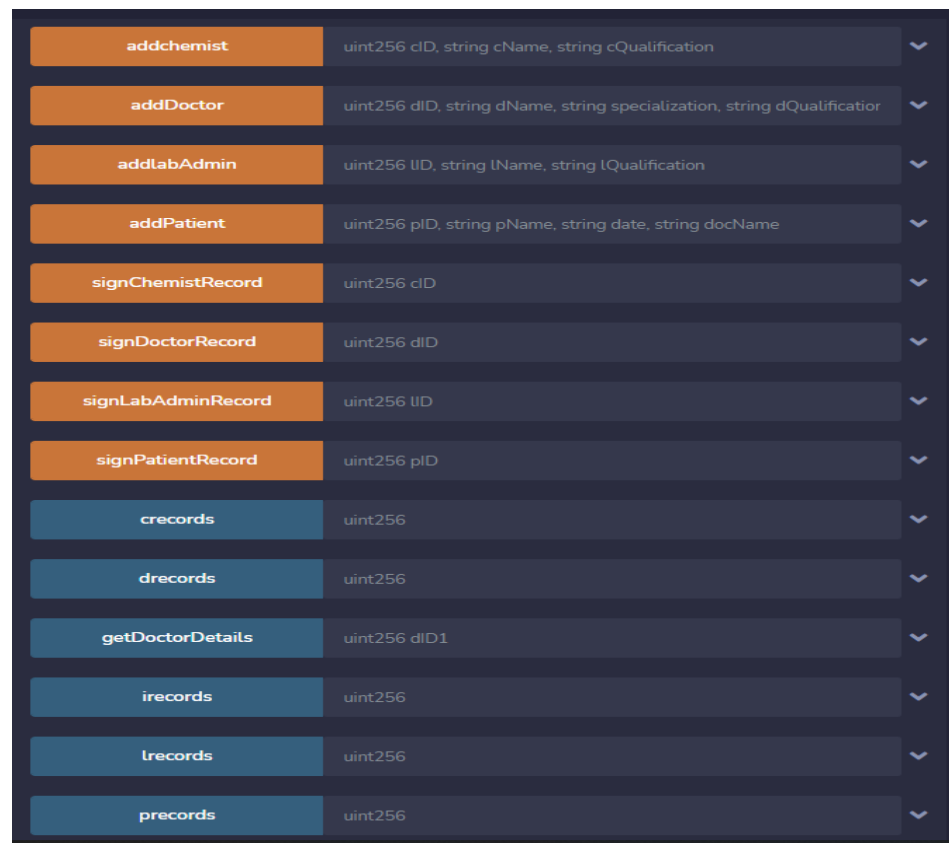 addchemist uint256 cID, string cName, string cQualification
addDoctor uint256 dID, string dName, string specialization, string dQualification
addlabAdmin uint256 lID, string lName, string lQualification
addPatient uint256 pID, string pName, string date, string docName
signChemistRecord uint256 cID
signDoctorRecord uint256 dID
signLabAdminRecord uint256 lID
signPatientRecord uint256 pID
crecords uint256
drecords uint256
getDoctorDetails uint256 dID1
irecords uint256
lrecords uint256
precords uint256